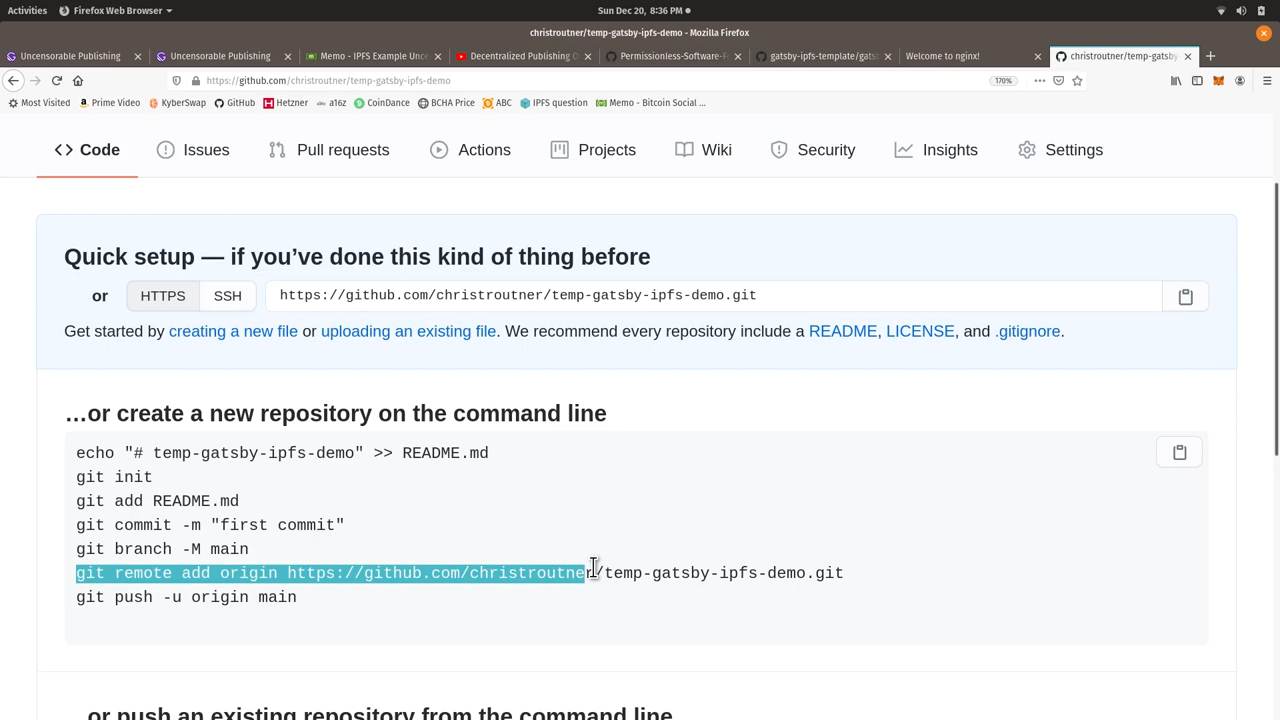 Activities Firefox Web Browser Sun Dec 20, 8:36 PM
christroutner/temp-gatsby-ipfs-demo - Mozilla Firefox
Uncensorable Publishing Uncensorable Publishing Memo - IPFS Example Unc Decentralized Publishing Permissionless-Software-F gatsby-ipfs-template/gats Welcome to nginx! christroutner/temp-gatsby
https://github.com/christroutner/temp-gatsby-ipfs-demo 170%
Most Visited Prime Video KyberSwap GitHub Hetzner a16z CoinDance BCHA Price ABC IPFS question Memo - Bitcoin Social ...
Code Issues Pull requests Actions Projects Wiki Security Insights Settings
Quick setup — if you’ve done this kind of thing before
or HTTPS SSH https://github.com/christroutner/temp-gatsby-ipfs-demo.git
Get started by creating a new file or uploading an existing file. We recommend every repository include a README, LICENSE, and .gitignore.
…or create a new repository on the command line
echo "# temp-gatsby-ipfs-demo" >> README.md
git init
git add README.md
git commit -m "first commit"
git branch -M main
git remote add origin https://github.com/christroutner/temp-gatsby-ipfs-demo.git
git push -u origin main
…or push an existing repository from the command line